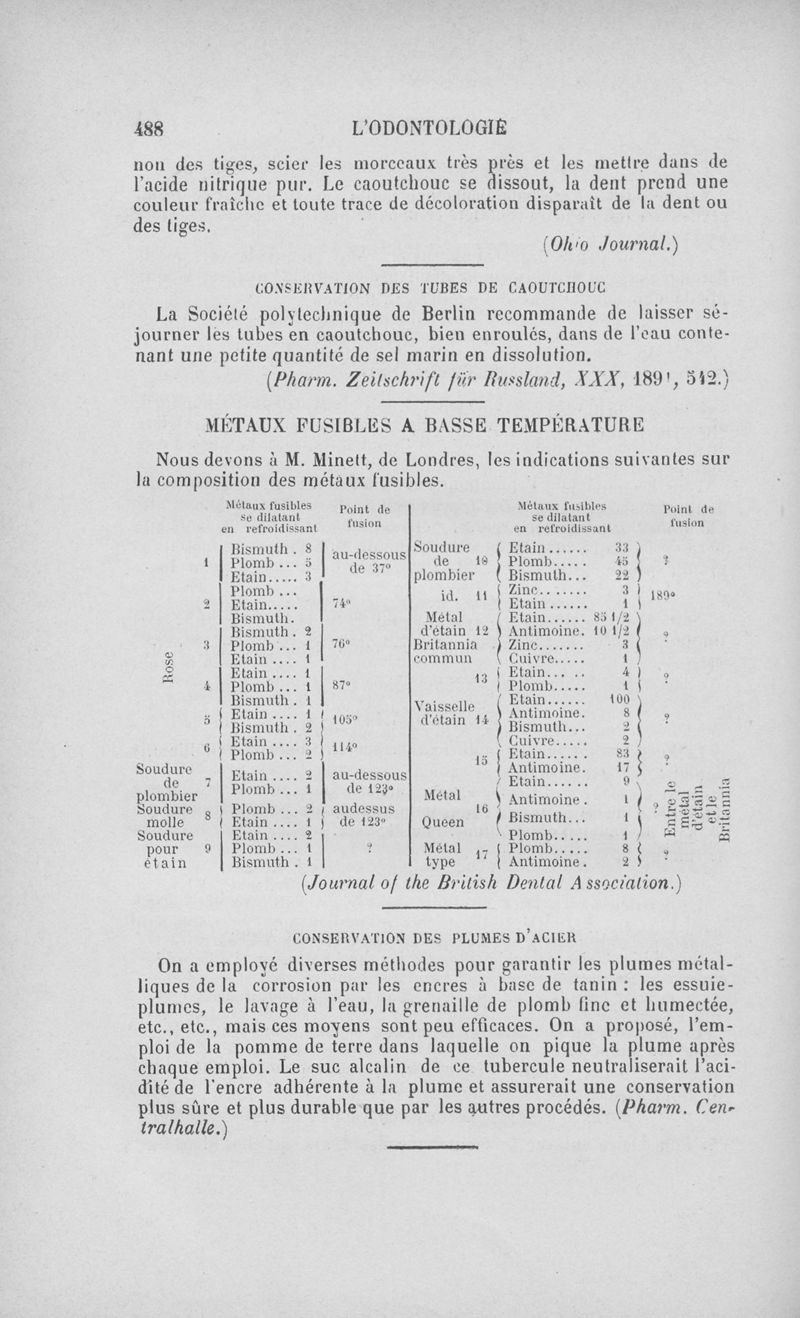 488 L'ODONTOLOGIE
non des tiges, scier les morceaux très près et les mettre dans de
l'acide nitrique pur. Le caoutchouc se dissout, la dent prend une
couleur fraîche et toute trace de décoloration disparaît de la dent ou
des tiges.
(Ohio Journal.)
CONSERVATION DES TUBES DE CAOUTCHOUC
La Société polytechnique de Berlin recommande de laisser sé-
journer les tubes en caoutchouc, bien enroulés, dans de l'eau conte-
nant une petite quantité de sel marin en dissolution.
(Pharm. Zeitschrift für Russland, XXX, 1891, 542.)
MÉTAUX FUSIBLES A BASSE TEMPÉRATURE
Nous devons à M. Minett, de Londres, les indications suivantes sur
la composition des métaux fusibles.
Métaux fusibles
se dilatant
en refroidissant
Point de
fusion
Rose
1
Bismuth . 8
Plomb ... 5
Etain..... 3
au-dessous
de 37°
2
Plomb ...
Etain.....
Bismuth.
74°
3
Bismuth . 2
Plomb ... 1
Etain .... 1
76°
4
Etain .... 1
Plomb ... 1
Bismuth . 1
87°
5
Etain .... 1
Bismuth . 2
105°
6
Etain .... 3
Plomb ... 2
114°
Soudure
de 7
plombier
Etain .... 2
Plomb ... 1
au-dessous
de 123°
Soudure
molle 8
Plomb ... 2
Etain .... 1
audessus
de 123°
Soudure
pour 9
étain
Etain .... 2
Plomb ... 1
Bismuth . 1
?
Métaux fusibles
se dilatant
en refroidissant
Point de
fusion
Soudure
de 10
plombier
Etain...... 33
Plomb..... 45
Bismuth... 22
?
id. 11
Zinc........ 3
Etain ...... 1
189°
Métal
d'étain 12
Britannia
commun
Etain...... 85 1/2
Antimoine. 10 1/2
Zinc....... 3
Cuivre..... 1
?
13
Etain... .. 4
Plomb..... 1
?
Vaisselle
d'étain 14
Etain...... 100
Antimoine. 8
Bismuth... 2
Cuivre..... 2
?
15
Etain...... 83
Antimoine. 17
?
Métal
16
Queen
Etain...... 9
Antimoine . 1
Bismuth... 1
Plomb..... 1
?
Entre le
métal
d'étain
et le
Britannia
Métal
type 17
Plomb..... 8
Antimoine. 2
?
(Journal of the British Dental Association.)
CONSERVATION DES PLUMES D'ACIER
On a employé diverses méthodes pour garantir les plumes métal-
liques de la corrosion par les encres à base de tanin : les essuie-
plumes, le lavage à l'eau, la grenaille de plomb fine et humectée,
etc., etc., mais ces moyens sont peu efficaces. On a proposé, l'em-
ploi de la pomme de terre dans laquelle on pique la plume après
chaque emploi. Le suc alcalin de ce tubercule neutraliserait l'aci-
dité de l'encre adhérente à la plume et assurerait une conservation
plus sûre et plus durable que par les autres procédés. (Pharm. Cen-
tralhalle.)